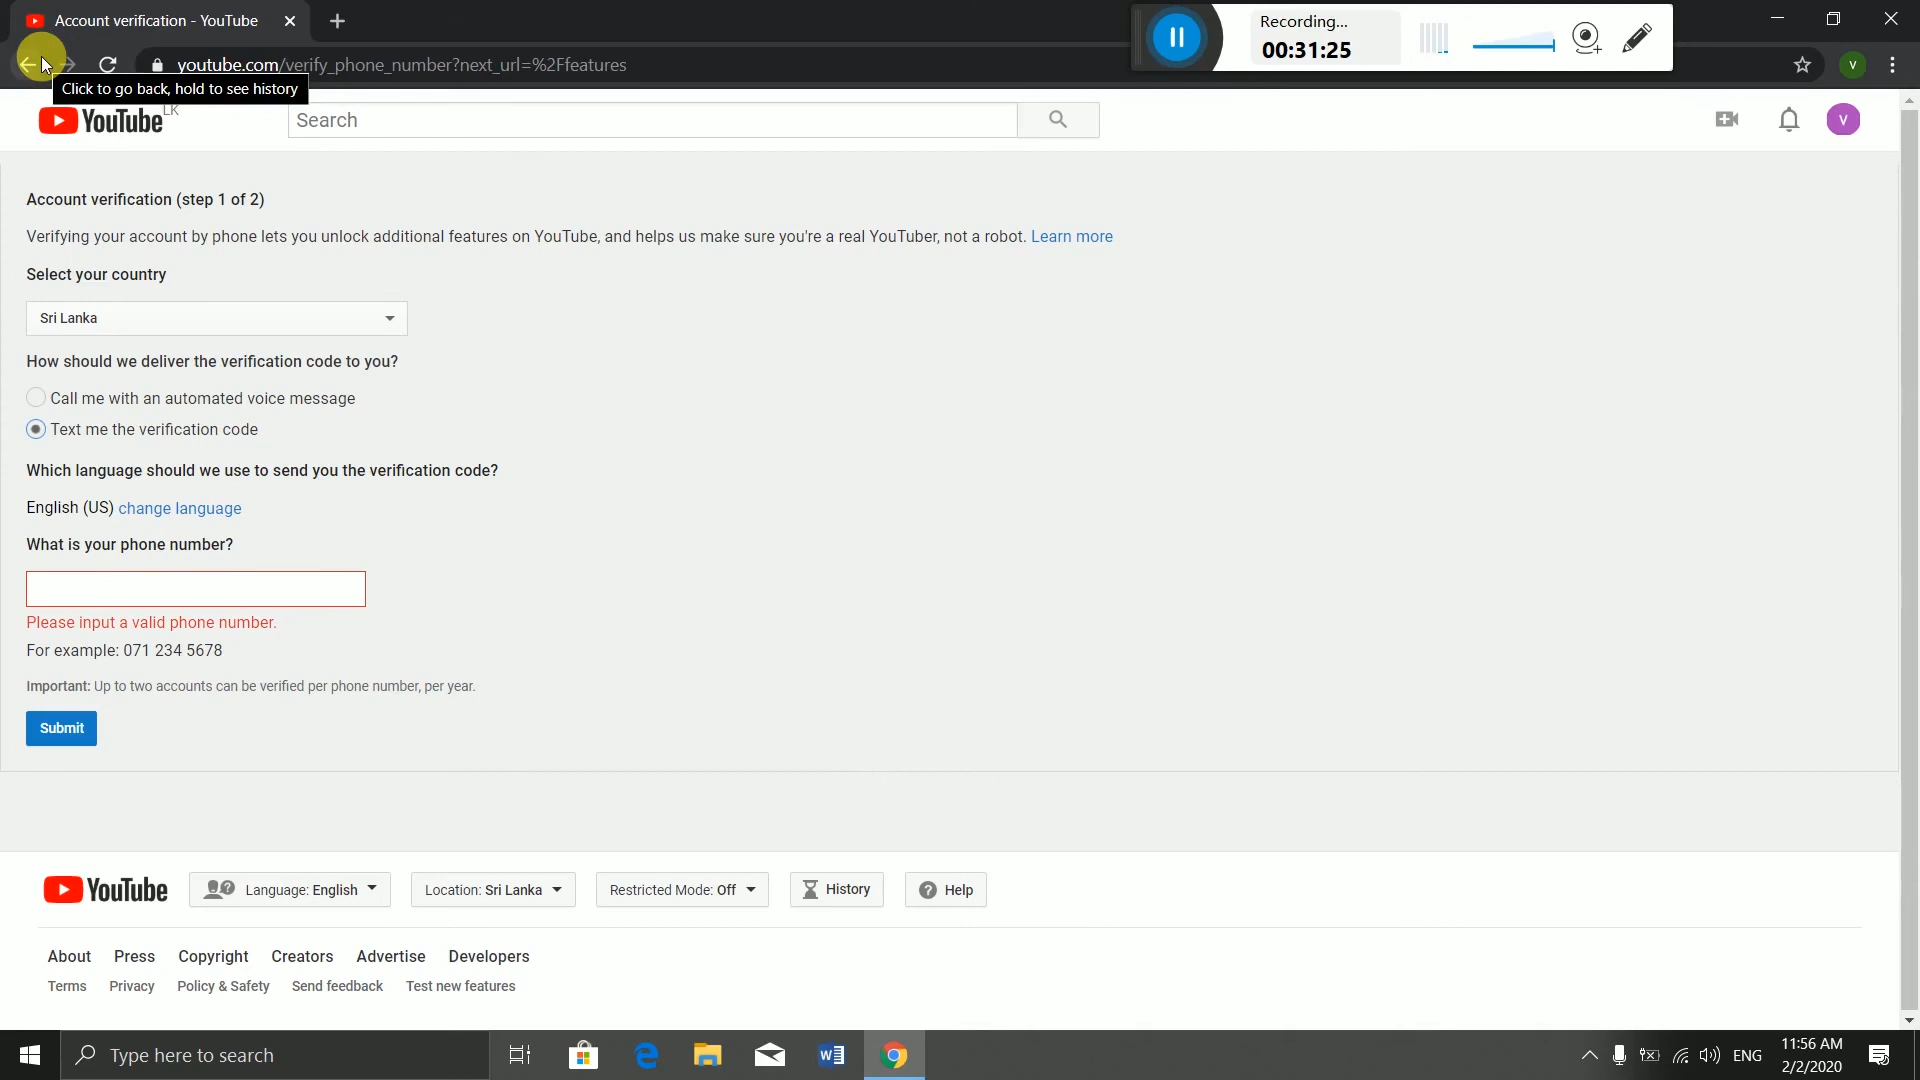 Account verification - YouTube
Recording...
00:31:25
youtube.com/verify_phone_number?next_url=%2Ffeatures
V
Click to go back, hold to see history
YouTube LK
Search
V
Account verification (step 1 of 2)
Verifying your account by phone lets you unlock additional features on YouTube, and helps us make sure you're a real YouTuber, not a robot. Learn more
Select your country
Sri Lanka
How should we deliver the verification code to you?
Call me with an automated voice message
Text me the verification code
Which language should we use to send you the verification code?
English (US) change language
What is your phone number?
Please input a valid phone number.
For example: 071 234 5678
Important: Up to two accounts can be verified per phone number, per year.
Submit
YouTube Language: English Location: Sri Lanka Restricted Mode: Off History Help
About Press Copyright Creators Advertise Developers
Terms Privacy Policy & Safety Send feedback Test new features
Type here to search
ENG
11:56 AM
2/2/2020